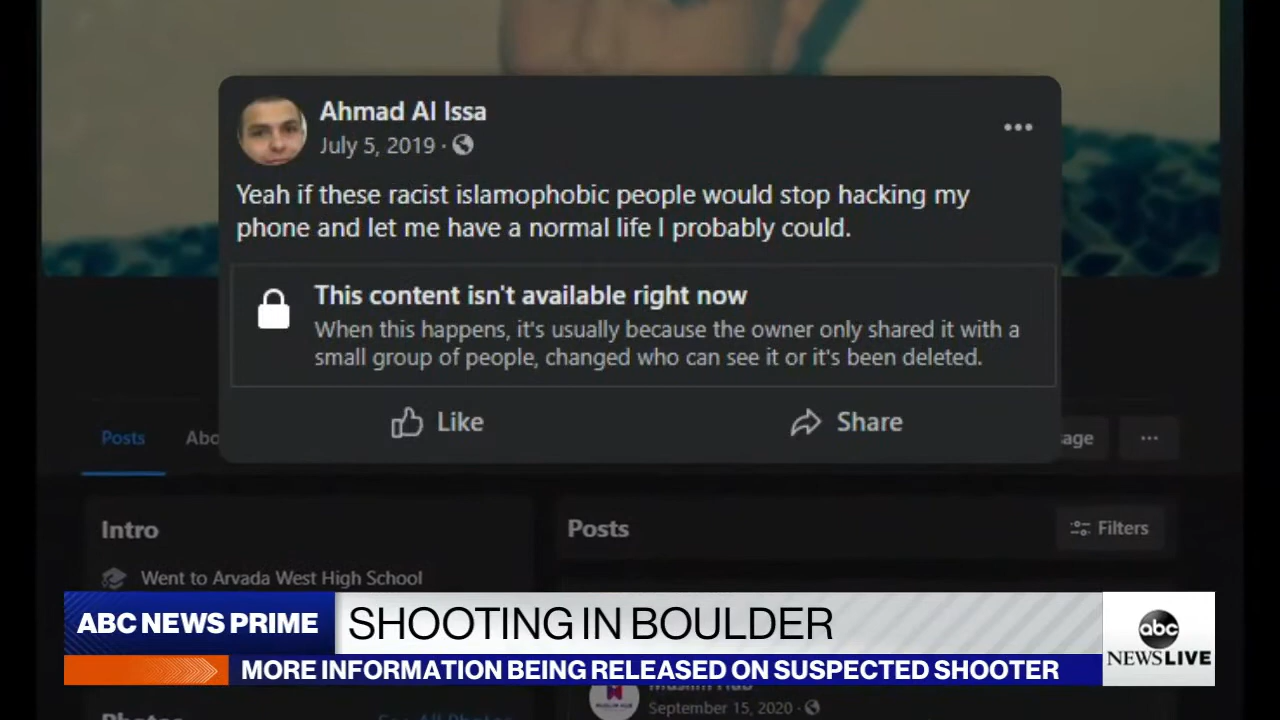 Ahmad Al Issa
July 5, 2019 ·
Yeah if these racist islamophobic people would stop hacking my
phone and let me have a normal life I probably could.
This content isn't available right now
When this happens, it's usually because the owner only shared it with a
small group of people, changed who can see it or it's been deleted.
Like
Share
Posts
Abo
age
Intro
Posts
Filters
Went to Arvada West High School
ABC NEWS PRIME
SHOOTING IN BOULDER
abc
NEWSLIVE
MORE INFORMATION BEING RELEASED ON SUSPECTED SHOOTER
September 15, 2020 ·